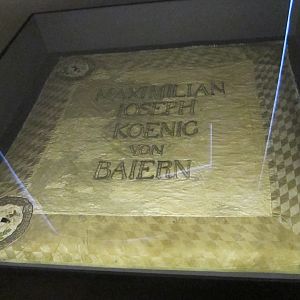 MAXIMILIAN
JOSEPH
KOENIG
VON
BAIERN